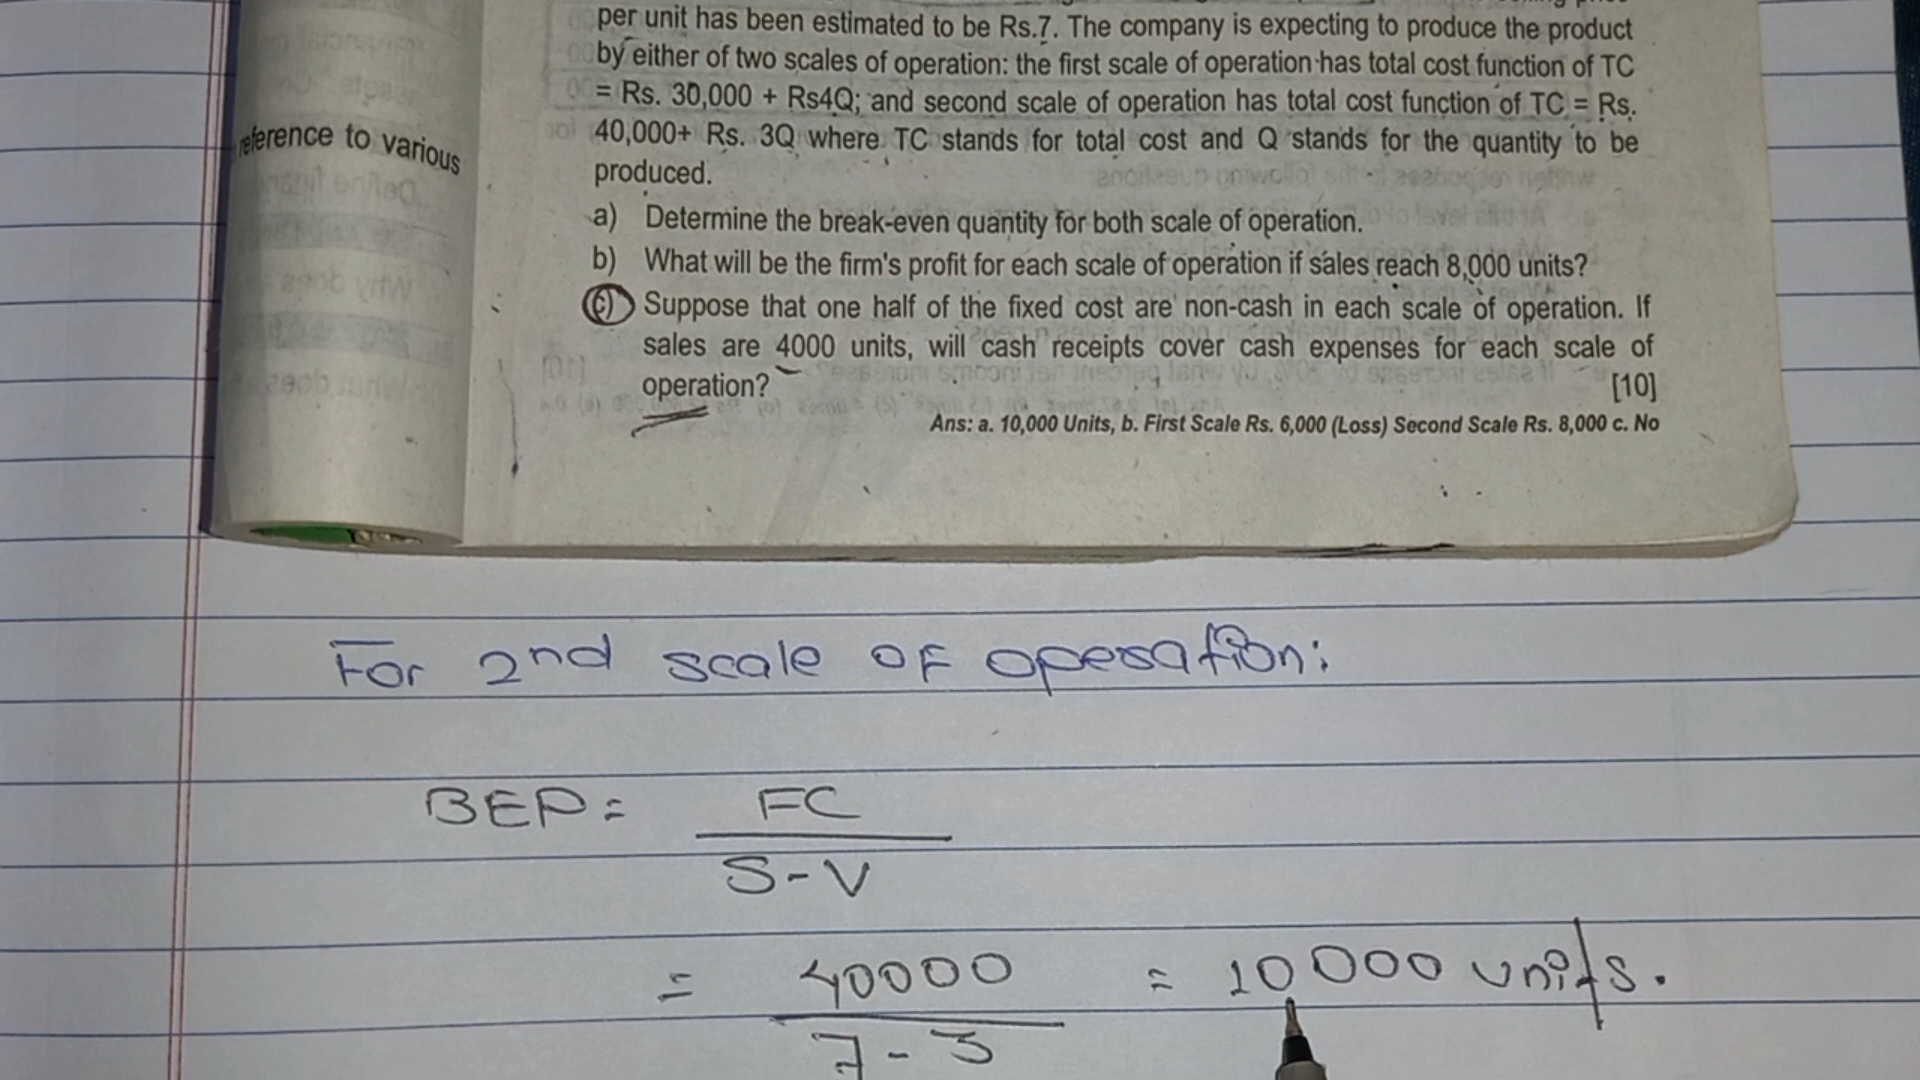 per unit has been estimated to be Rs.7. The company is expecting to produce the product
by either of two scales of operation: the first scale of operation has total cost function of TC
= Rs. 30,000 + Rs4Q; and second scale of operation has total cost function of TC = Rs.
40,000+ Rs. 3Q where TC stands for total cost and Q stands for the quantity to be
produced.
a) Determine the break-even quantity for both scale of operation.
b) What will be the firm's profit for each scale of operation if sales reach 8,000 units?
c) Suppose that one half of the fixed cost are non-cash in each scale of operation. If
sales are 4000 units, will cash receipts cover cash expenses for each scale of
operation? [10]
Ans: a. 10,000 Units, b. First Scale Rs. 6,000 (Loss) Second Scale Rs. 8,000 c. No
reference to various
For 2nd scale of operation:
BEP = FC
S - V
= 40000 = 10000 units.
7 - 3